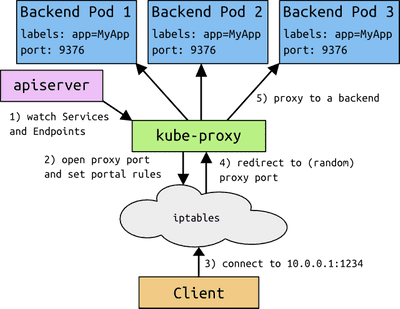 Backend Pod 1
labels: app=MyApp
port: 9376
Backend Pod 2
labels: app=MyApp
port: 9376
Backend Pod 3
labels: app=MyApp
port: 9376
apiserver
5) proxy to a backend
1) watch Services
and Endpoints
kube-proxy
2) open proxy port
and set portal rules
4) redirect to (random)
proxy port
iptables
3) connect to 10.0.0.1:1234
Client